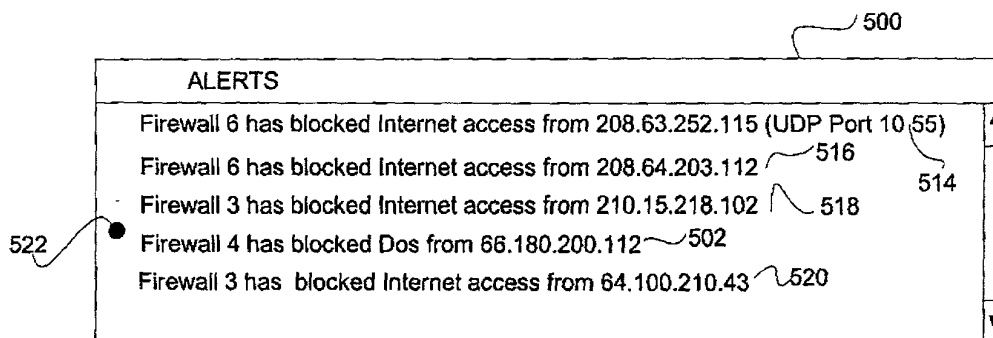 500
ALERTS
Firewall 6 has blocked Internet access from 208.63.252.115 (UDP Port 10 55)
514
Firewall 6 has blocked Internet access from 208.64.203.112 516
Firewall 3 has blocked Internet access from 210.15.218.102 518
522 Firewall 4 has blocked Dos from 66.180.200.112 502
Firewall 3 has blocked Internet access from 64.100.210.43 520